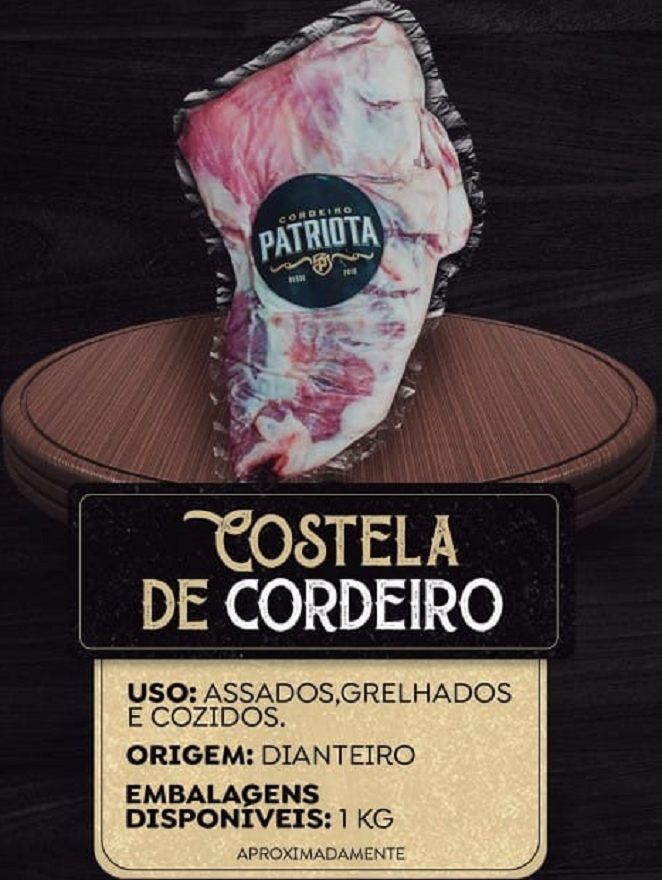 CORDEIRO
PATRIOTA
DESDE 2018
COSTELA
DE CORDEIRO
USO: ASSADOS,GRELHADOS
E COZIDOS.
ORIGEM: DIANTEIRO
EMBALAGENS
DISPONÍVEIS: 1 KG
APROXIMADAMENTE